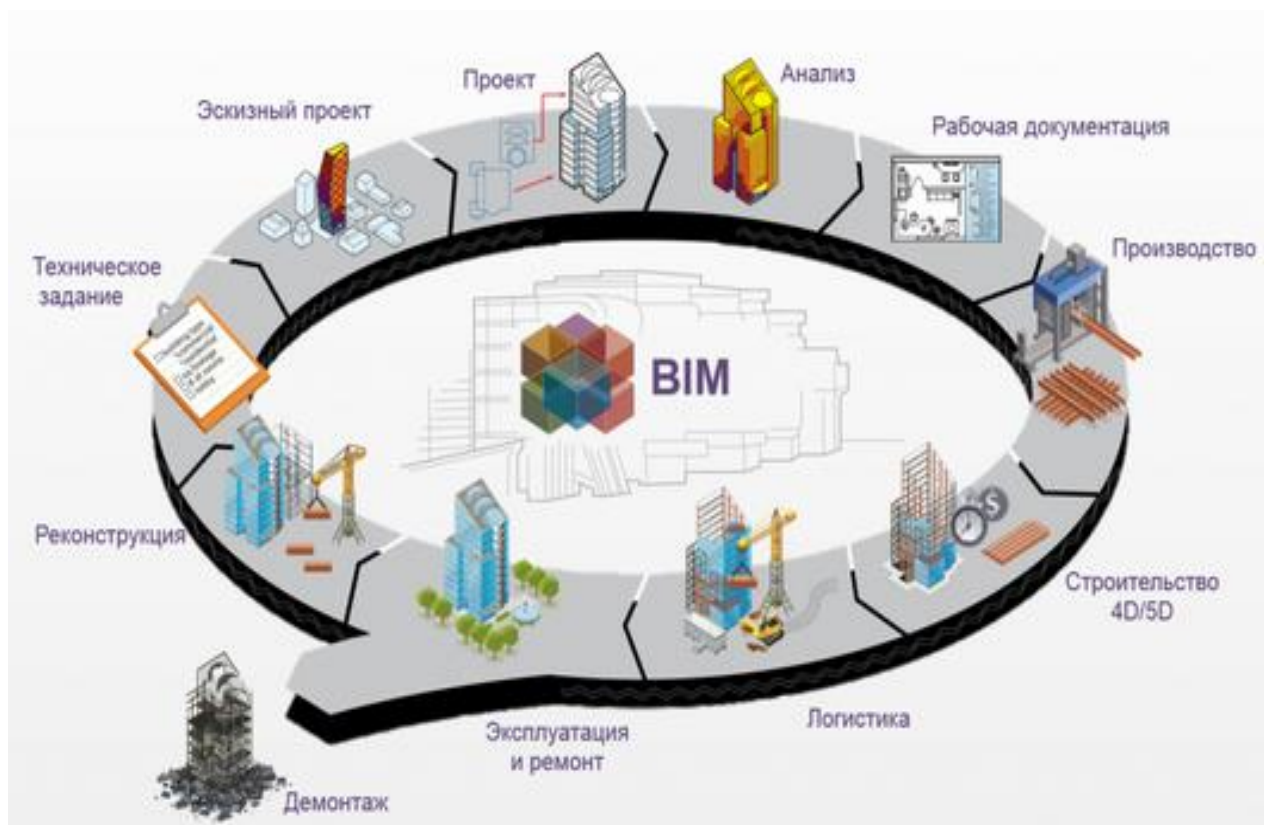 Проект
Анализ
Эскизный проект
Рабочая документация
Техническое
задание
Производство
BIM
Реконструкция
Строительство
4D/5D
Логистика
Эксплуатация
и ремонт
Демонтаж